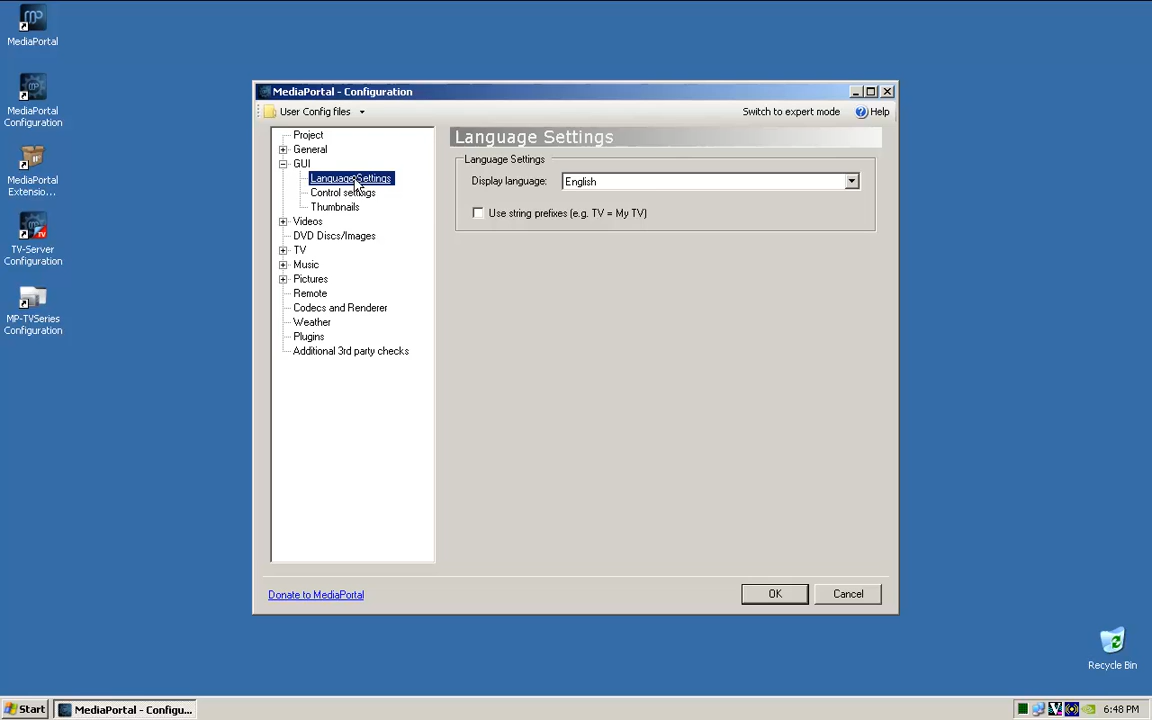 MediaPortal
MediaPortal
Configuration
MediaPortal
Extensio...
TV-Server
Configuration
MP-TVSeries
Configuration
MediaPortal - Configuration
User Config files
Switch to expert mode
Help
Project
General
GUI
Language Settings
Control settings
Thumbnails
Videos
DVD Discs/Images
TV
Music
Pictures
Remote
Codecs and Renderer
Weather
Plugins
Additional 3rd party checks
Language Settings
Language Settings
Display language: English
Use string prefixes (e.g. TV = My TV)
Donate to MediaPortal
OK Cancel
Recycle Bin
Start
MediaPortal - Configu...
6:48 PM